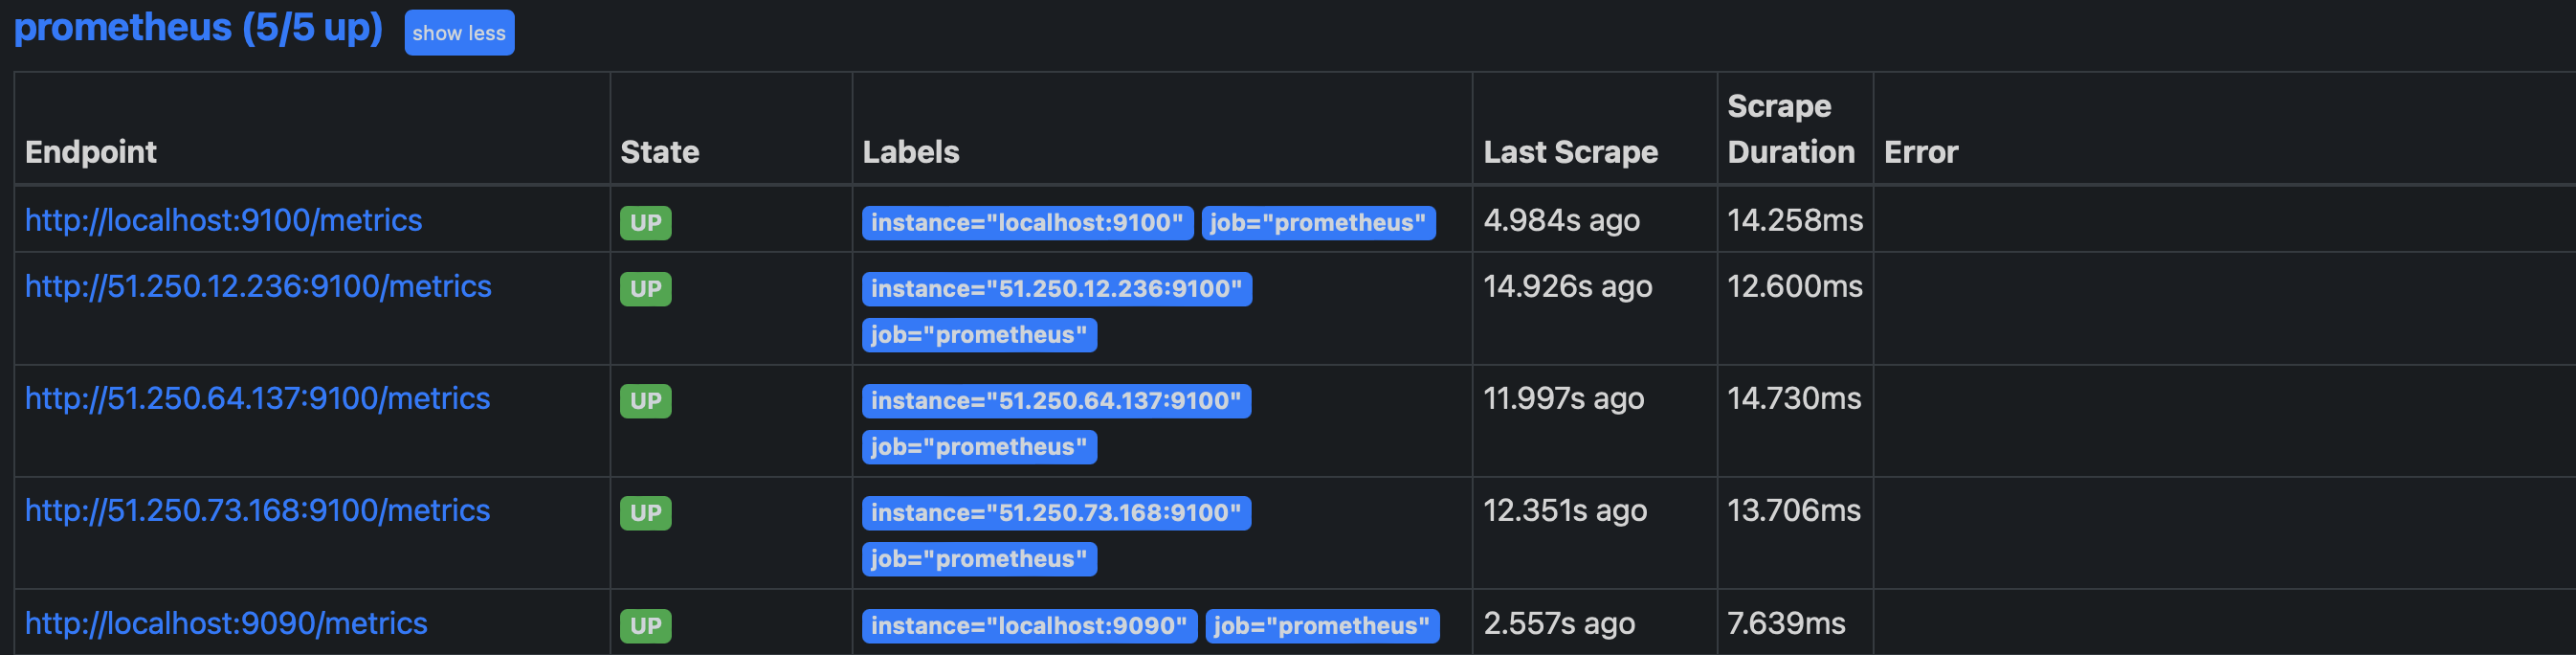 prometheus (5/5 up) show less
Endpoint State Labels Last Scrape Scrape Duration Error
http://localhost:9100/metrics UP instance="localhost:9100" job="prometheus" 4.984s ago 14.258ms
http://51.250.12.236:9100/metrics UP instance="51.250.12.236:9100" 14.926s ago 12.600ms
job="prometheus"
http://51.250.64.137:9100/metrics UP instance="51.250.64.137:9100" 11.997s ago 14.730ms
job="prometheus"
http://51.250.73.168:9100/metrics UP instance="51.250.73.168:9100" 12.351s ago 13.706ms
job="prometheus"
http://localhost:9090/metrics UP instance="localhost:9090" job="prometheus" 2.557s ago 7.639ms